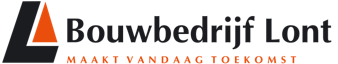 Bouwbedrijf Lont
MAAKT VANDAAG TOEKOMST